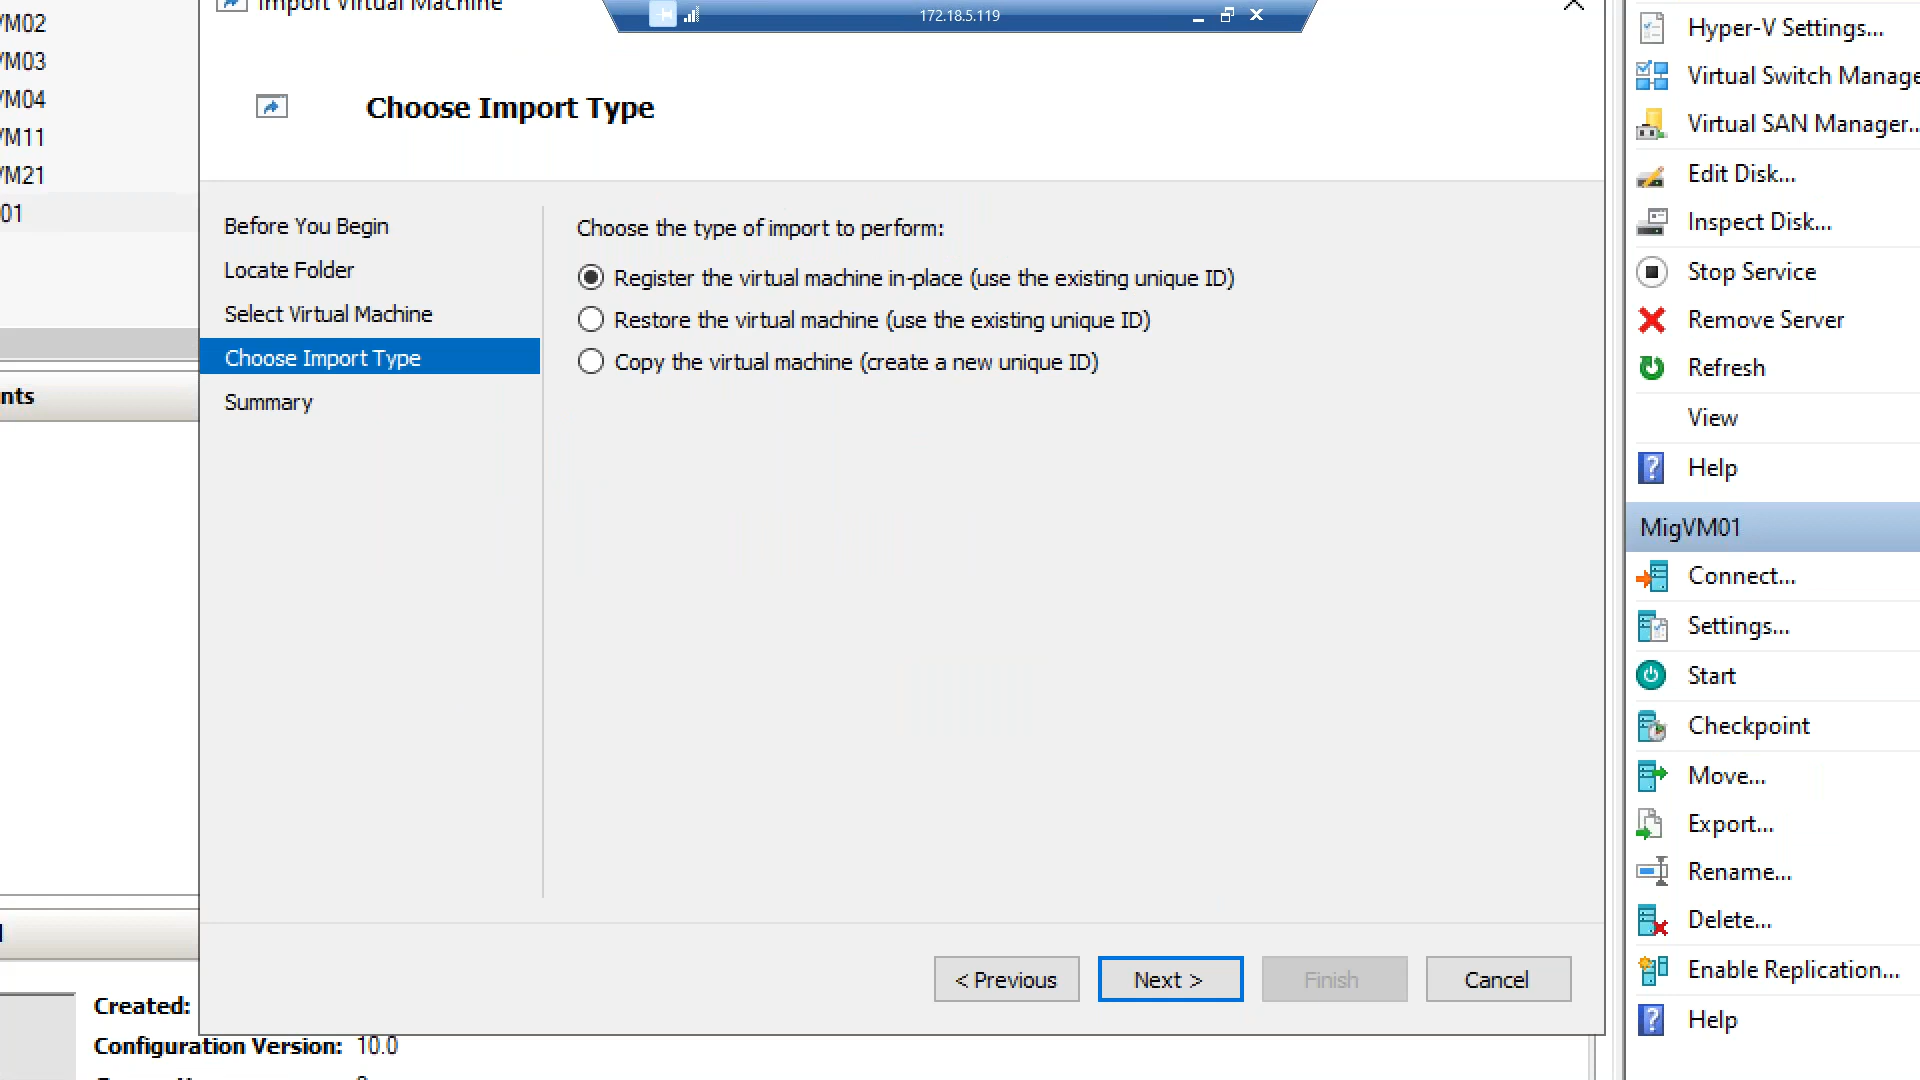 VM02
VM03
VM04
VM11
VM21
01
nts
Import Virtual Machine
172.18.5.119
Choose Import Type
Before You Begin
Locate Folder
Select Virtual Machine
Choose Import Type
Summary
Choose the type of import to perform:
Register the virtual machine in-place (use the existing unique ID)
Restore the virtual machine (use the existing unique ID)
Copy the virtual machine (create a new unique ID)
< Previous
Next >
Finish
Cancel
Created:
Configuration Version: 10.0
Hyper-V Settings...
Virtual Switch Manage
Virtual SAN Manager..
Edit Disk...
Inspect Disk...
Stop Service
Remove Server
Refresh
View
Help
MigVM01
Connect...
Settings...
Start
Checkpoint
Move...
Export...
Rename...
Delete...
Enable Replication...
Help